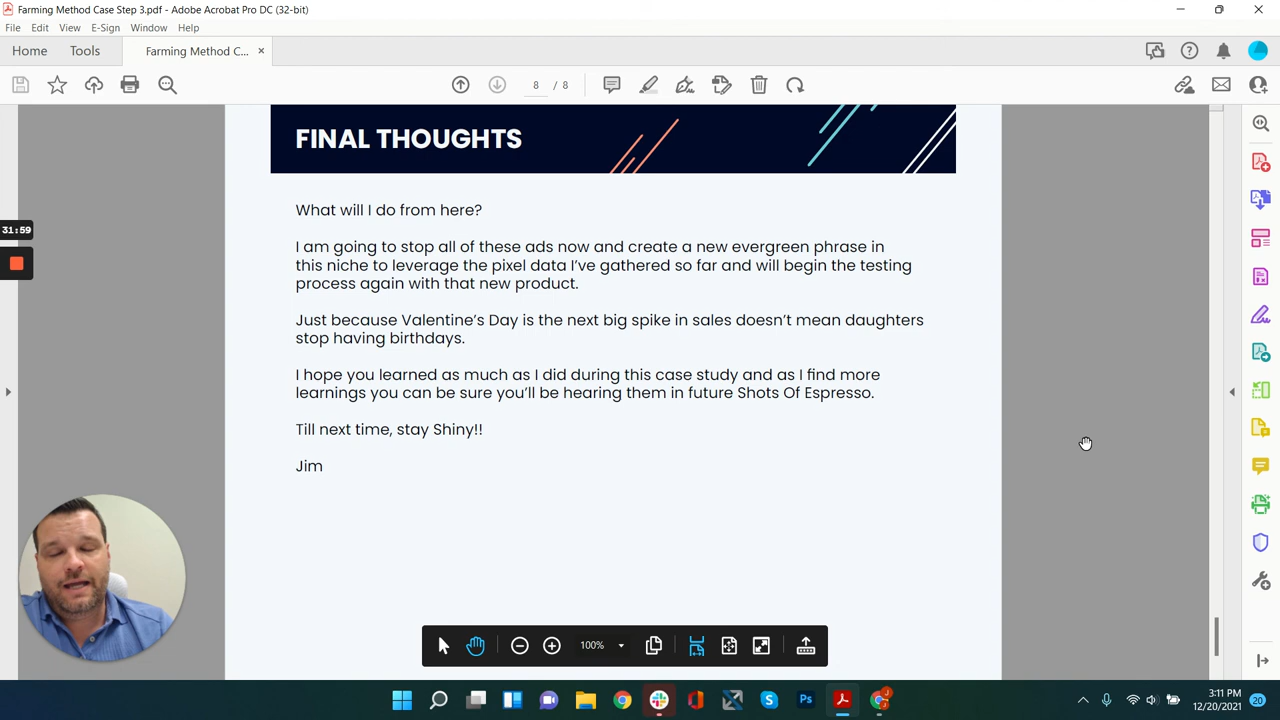 Farming Method Case Step 3.pdf - Adobe Acrobat Pro DC (32-bit)
File Edit View E-Sign Window Help
Home Tools Farming Method C... ×
8 / 8
FINAL THOUGHTS
What will I do from here?
I am going to stop all of these ads now and create a new evergreen phrase in
this niche to leverage the pixel data I've gathered so far and will begin the testing
process again with that new product.
Just because Valentine's Day is the next big spike in sales doesn't mean daughters
stop having birthdays.
I hope you learned as much as I did during this case study and as I find more
learnings you can be sure you'll be hearing them in future Shots Of Espresso.
Till next time, stay Shiny!!
Jim
31:59
100%
3:11 PM
12/20/2021
20